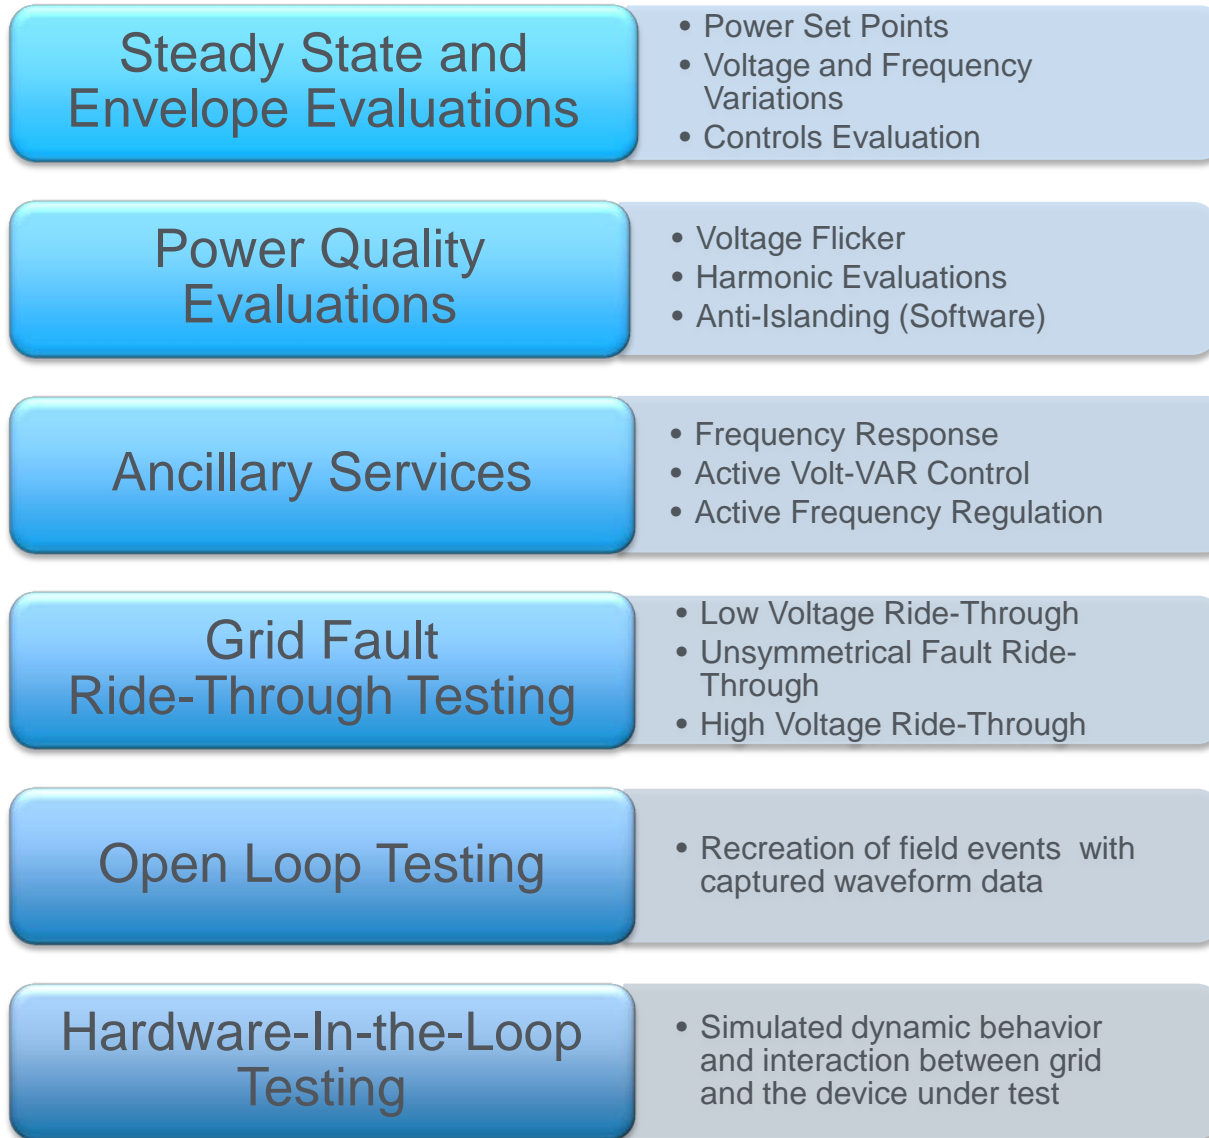 Steady State and
Envelope Evaluations
• Power Set Points
• Voltage and Frequency
Variations
• Controls Evaluation
Power Quality
Evaluations
• Voltage Flicker
• Harmonic Evaluations
• Anti-Islanding (Software)
Ancillary Services
• Frequency Response
• Active Volt-VAR Control
• Active Frequency Regulation
Grid Fault
Ride-Through Testing
• Low Voltage Ride-Through
• Unsymmetrical Fault Ride-
Through
• High Voltage Ride-Through
Open Loop Testing
• Recreation of field events  with
captured waveform data
Hardware-In-the-Loop
Testing
• Simulated dynamic behavior
and interaction between grid
and the device under test